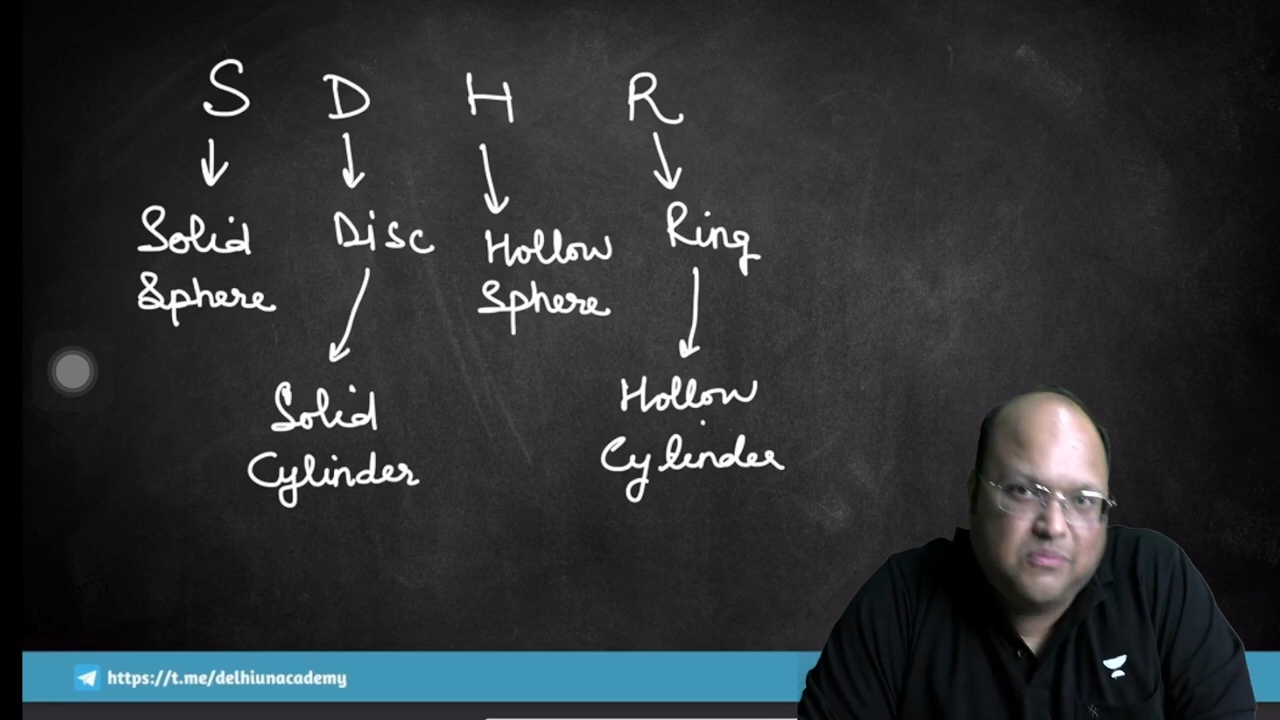 S D H R
Solid Disc Hollow Ring
Sphere Sphere
Solid Hollow
Cylinder Cylinder
https://t.me/delhiunacademy